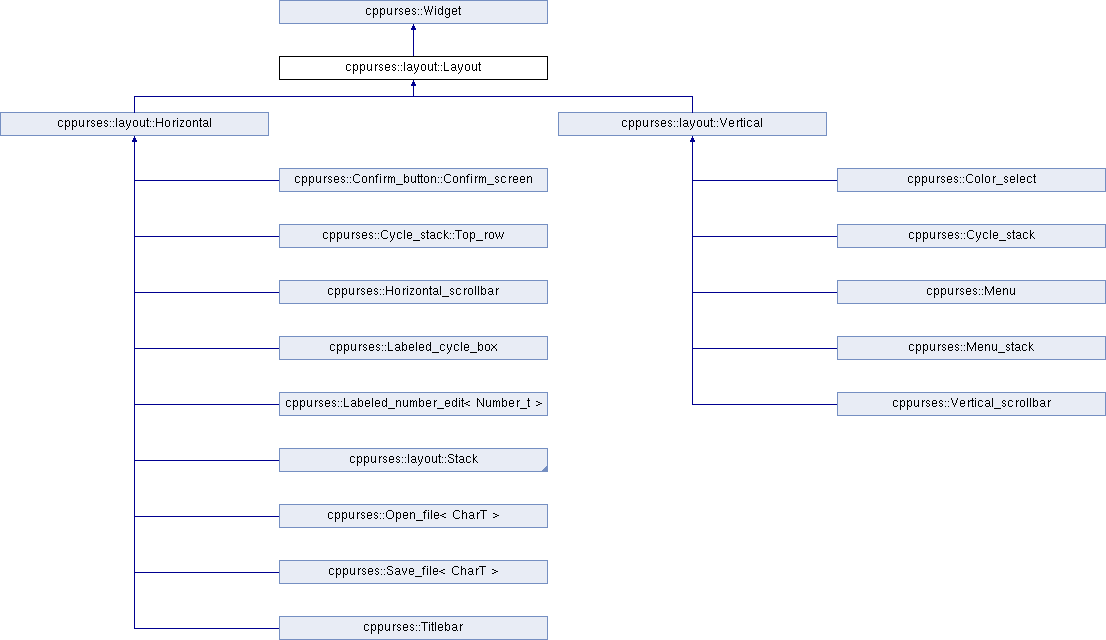 cppurses::Widget
cppurses::layout::Layout
cppurses::layout::Horizontal
cppurses::layout::Vertical
cppurses::Confirm_button::Confirm_screen
cppurses::Color_select
cppurses::Cycle_stack::Top_row
cppurses::Cycle_stack
cppurses::Horizontal_scrollbar
cppurses::Menu
cppurses::Labeled_cycle_box
cppurses::Menu_stack
cppurses::Labeled_number_edit< Number_t >
cppurses::Vertical_scrollbar
cppurses::layout::Stack
cppurses::Open_file< CharT >
cppurses::Save_file< CharT >
cppurses::Titlebar